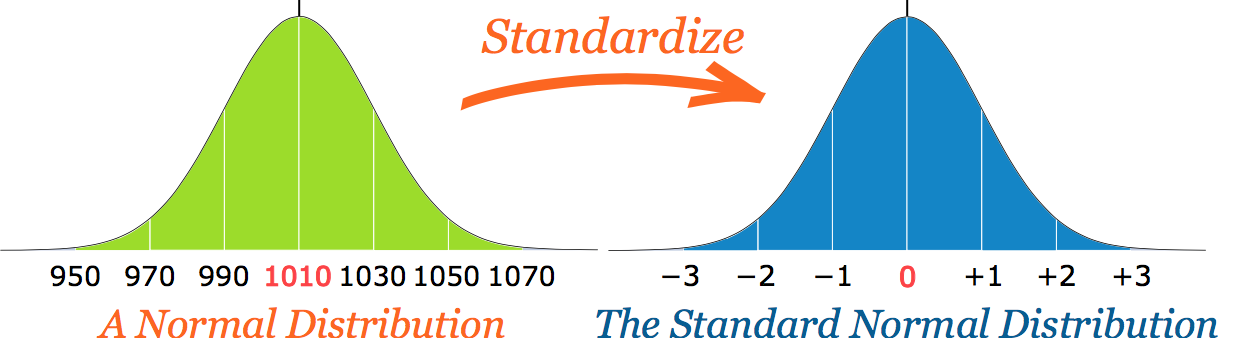 Standardize
950 970 990 1010 1030 1050 1070
−3 −2 −1 0 +1 +2 +3
A Normal Distribution
The Standard Normal Distribution